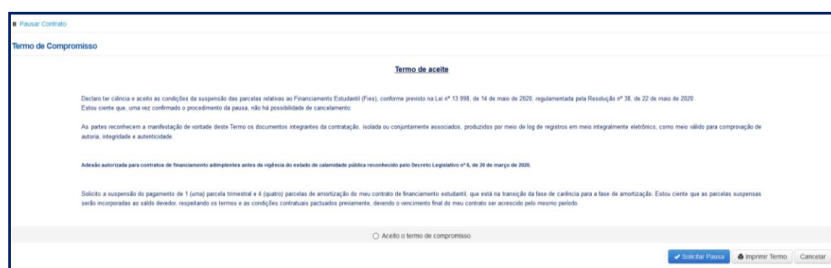 Pausar Contrato
Termo de Compromisso
Termo de aceite
Declaro ter ciência e aceito as condições da suspensão das parcelas relativas ao Financiamento Estudantil (Fies), conforme previsto na Lei nº 13.998, de 14 de maio de 2020, regulamentada pela Resolução nº 38, de 22 de maio de 2020.
Estou ciente que, uma vez confirmado o procedimento da pausa, não há possibilidade de cancelamento.
As partes reconhecem a manifestação de vontade deste Termo os documentos integrantes da contratação, isolada ou conjuntamente associados, produzidos por meio de log de registros em meio integralmente eletrônico, como meio válido para comprovação de
autoria, integridade e autenticidade.
Adesão autorizada para contratos de financiamento adimplentes antes da vigência do estado de calamidade pública reconhecido pelo Decreto Legislativo nº 6, de 20 de março de 2020.
Solicito a suspensão do pagamento de 1 (uma) parcela trimestral e 4 (quatro) parcelas de amortização do meu contrato de financiamento estudantil, que está na transição da fase de carência para a fase de amortização. Estou ciente que as parcelas suspensas
serão incorporadas ao saldo devedor, respeitando os termos e as condições contratuais pactuados previamente, devendo o vencimento final do meu contrato ser acrescido pelo mesmo período.
Aceito o termo de compromisso
Solicitar Pausa Imprimir Termo Cancelar